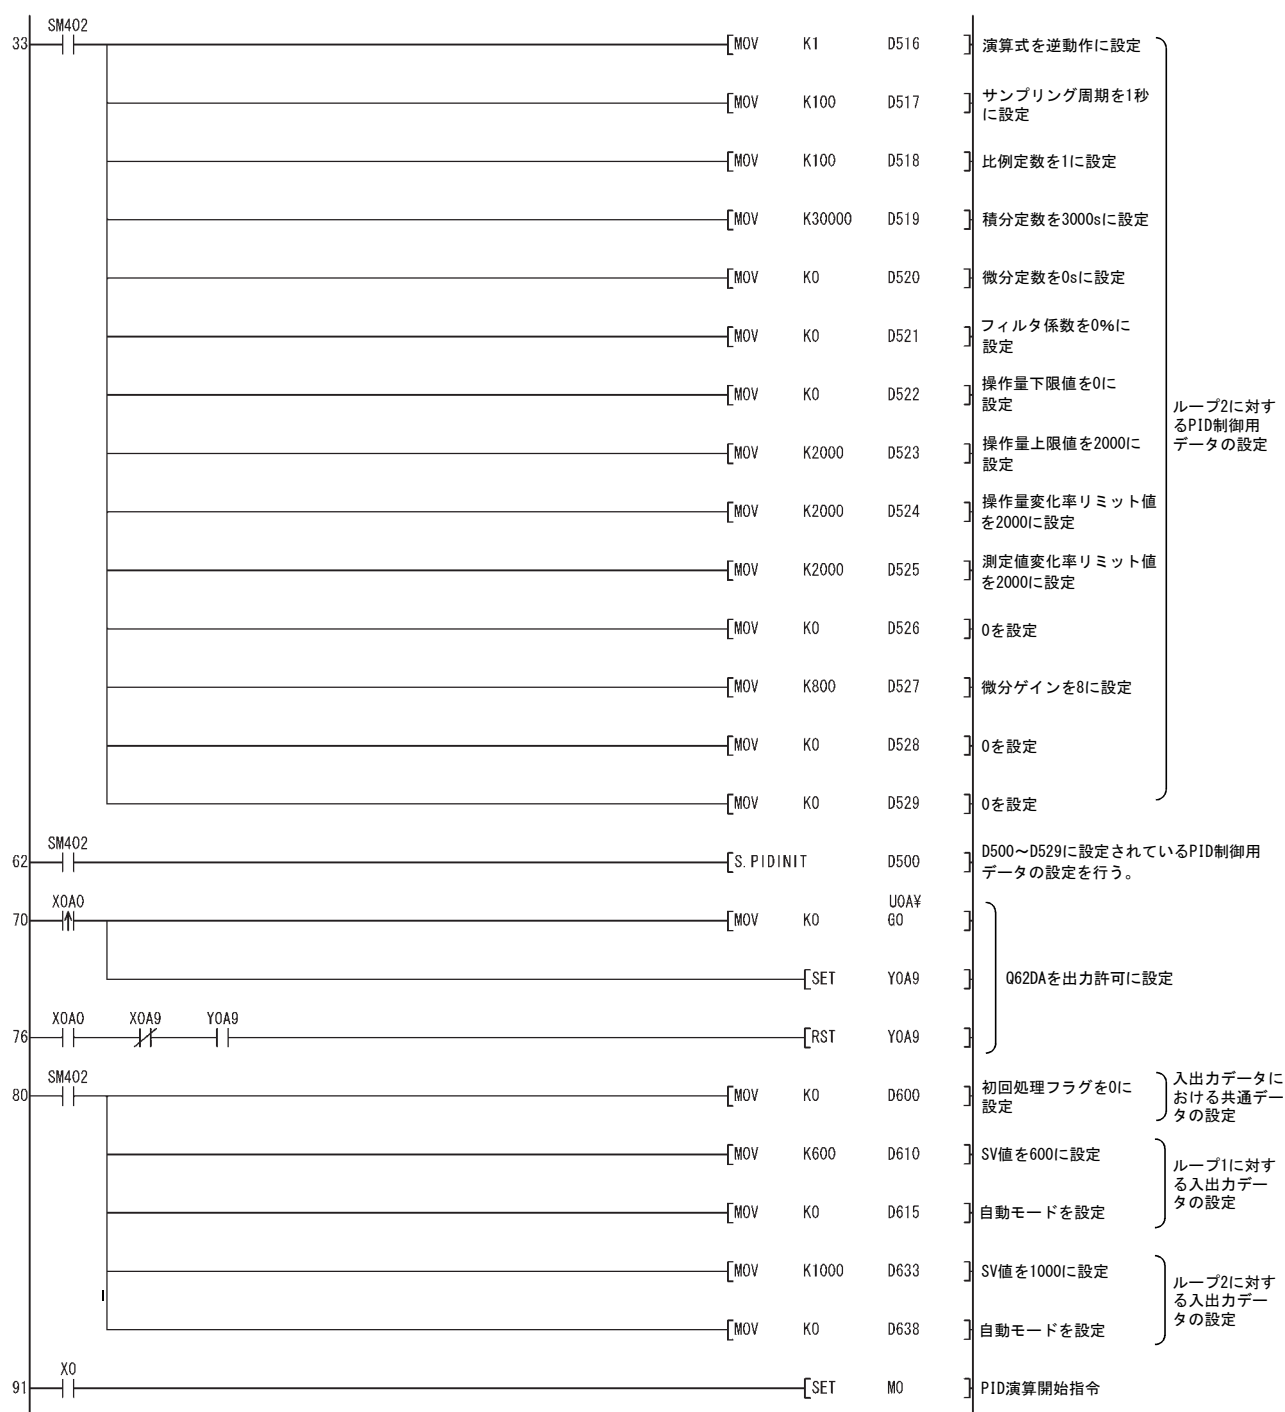 SM402
33 MOV K1 D516 演算式を逆動作に設定
MOV K100 D517 サンプリング周期を1秒
に設定
MOV K100 D518 比例定数を1に設定
MOV K30000 D519 積分定数を3000sに設定
MOV K0 D520 微分定数を0sに設定
MOV K0 D521 フィルタ係数を0%に
設定
MOV K0 D522 操作量下限値を0に
設定
ループ2に対す
るPID制御用
データの設定
MOV K2000 D523 操作量上限値を2000に
設定
MOV K2000 D524 操作量変化率リミット値
を2000に設定
MOV K2000 D525 測定値変化率リミット値
を2000に設定
MOV K0 D526 0を設定
MOV K800 D527 微分ゲインを8に設定
MOV K0 D528 0を設定
MOV K0 D529 0を設定
SM402
62 S.PIDINIT D500 D500～D529に設定されているPID制御用
データの設定を行う。
X0A0 U0A¥
70 MOV K0 G0
SET Y0A9 Q62DAを出力許可に設定
X0A0 X0A9 Y0A9
76 RST Y0A9
SM402
80 MOV K0 D600 初回処理フラグを0に
設定
入出力データに
おける共通デー
タの設定
MOV K600 D610 SV値を600に設定
ループ1に対す
る入出力デー
タの設定
MOV K0 D615 自動モードを設定
MOV K1000 D633 SV値を1000に設定
ループ2に対す
る入出力デー
タの設定
MOV K0 D638 自動モードを設定
X0
91 SET M0 PID演算開始指令